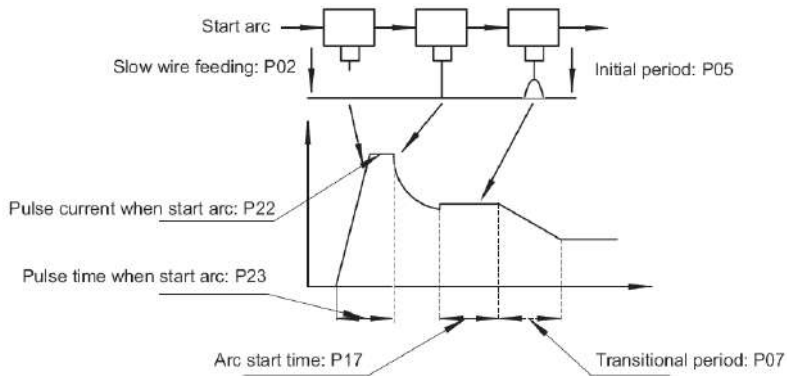 Start arc
Slow wire feeding: P02
Initial period: P05
Pulse current when start arc: P22
Pulse time when start arc: P23
Arc start time: P17
Transitional period: P07